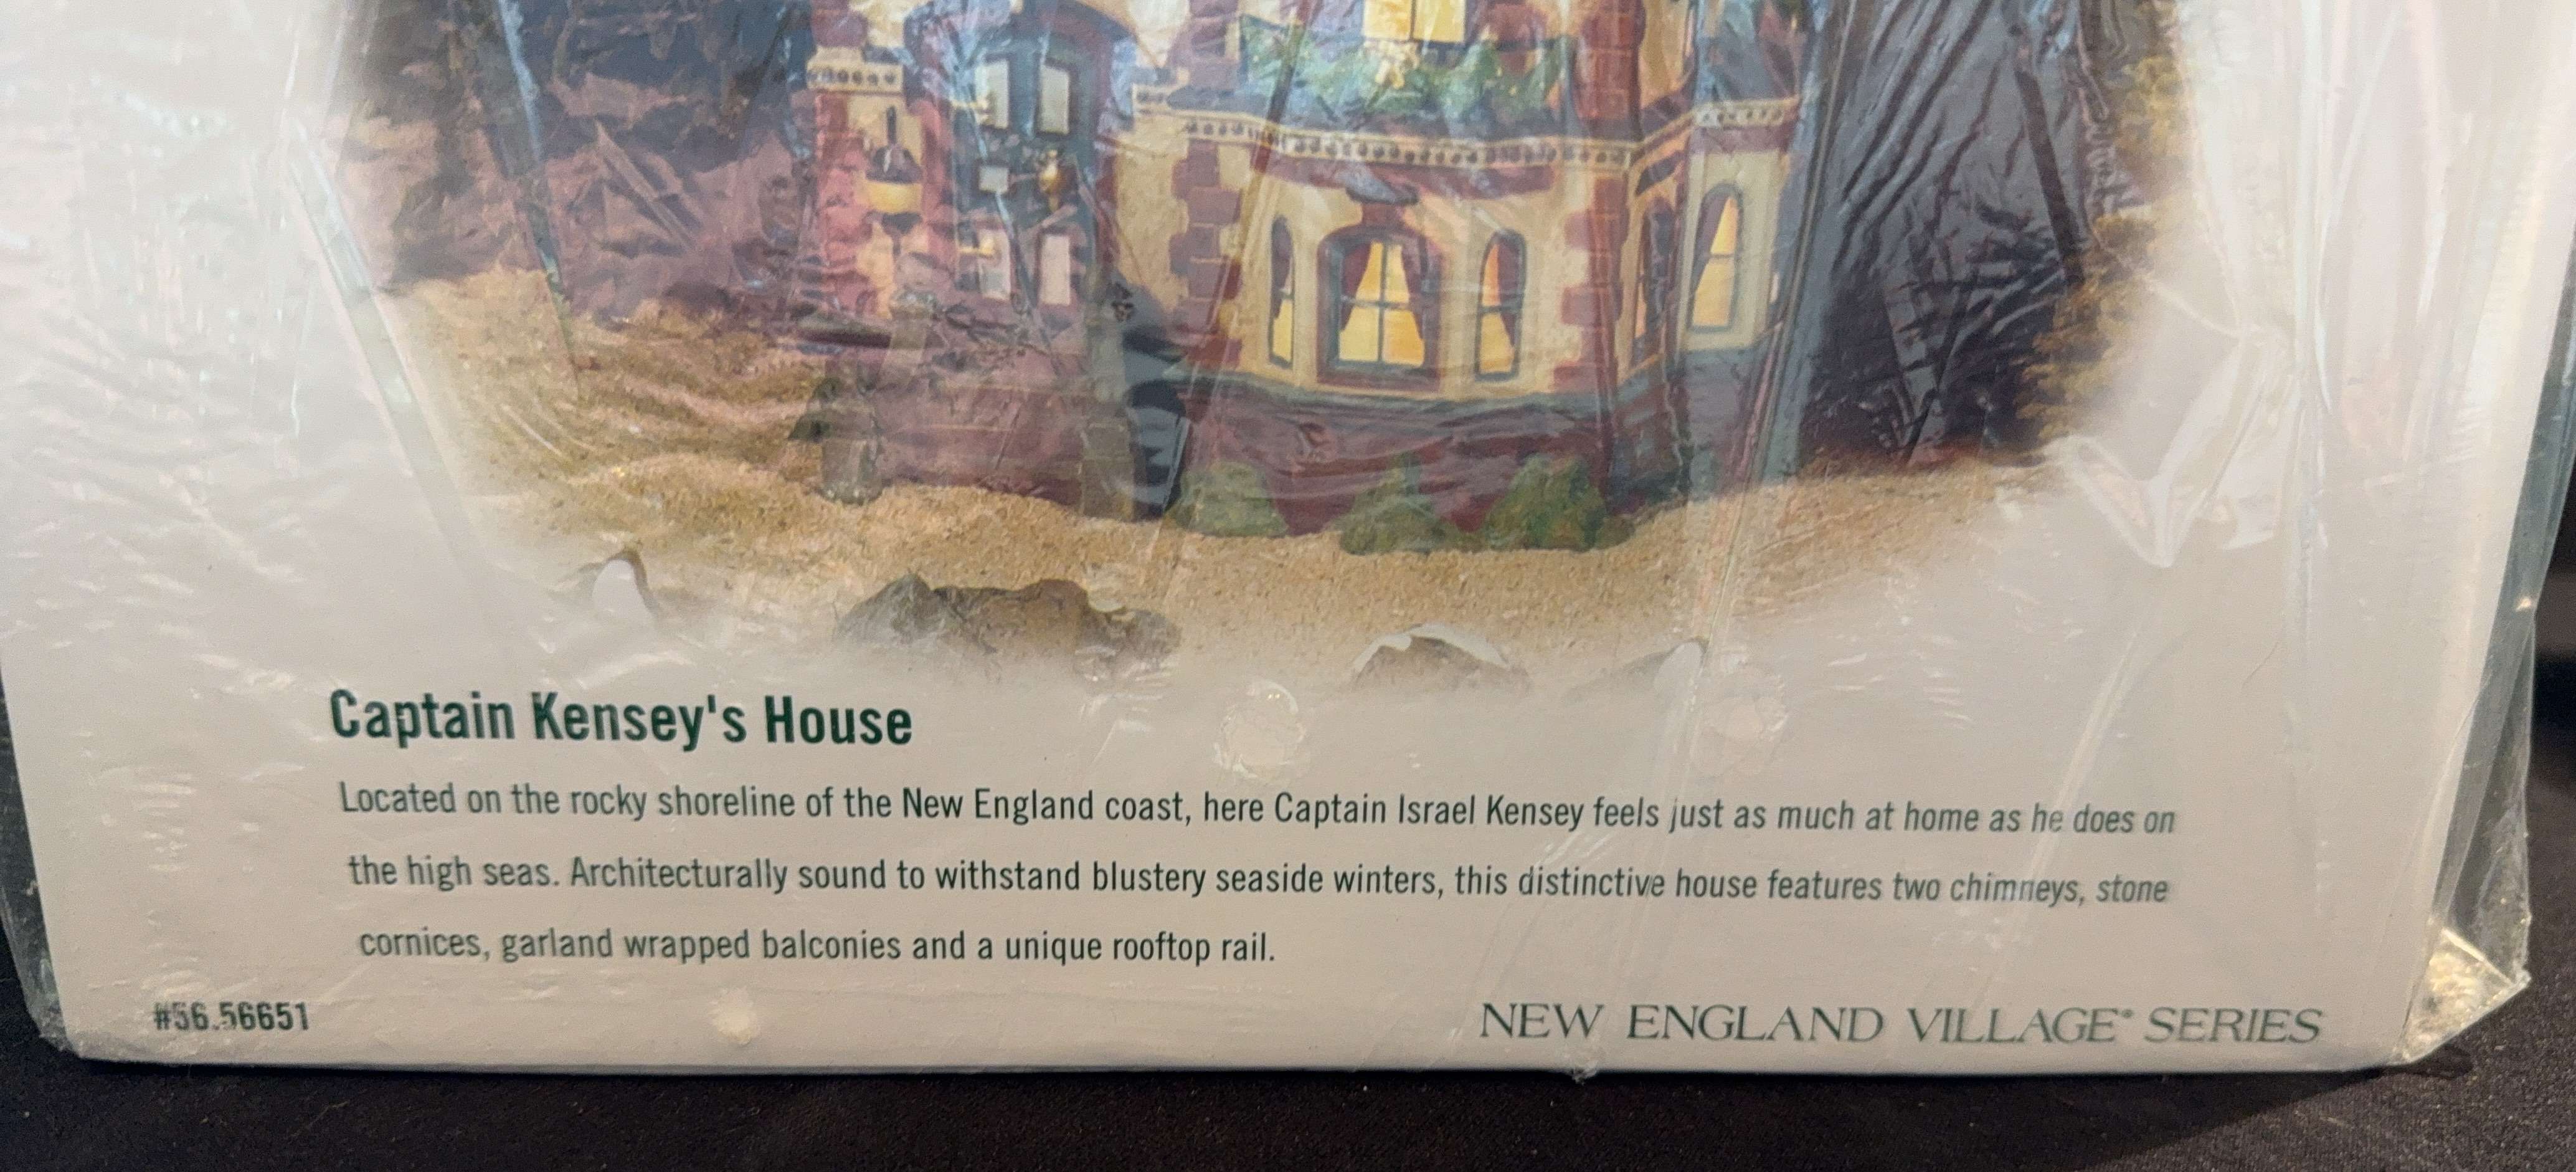 Captain Kensey's House
Located on the rocky shoreline of the New England coast, here Captain Israel Kensey feels just as much at home as he does on
the high seas. Architecturally sound to withstand blustery seaside winters, this distinctive house features two chimneys, stone
cornices, garland wrapped balconies and a unique rooftop rail.
#56.56651
NEW ENGLAND VILLAGE® SERIES